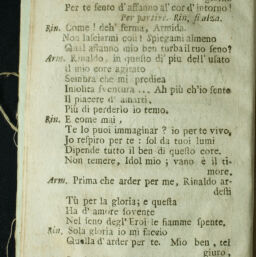 Per te sento d'affanno al' cor d'intorno!
Per partire. Rin. s'alza.
Rin. Come! deh' ferma, Armida.
Non lasciarmi così! Spiegami almeno
Qual affanno mio ben turba il tuo seno?
Arm. Rinaldo, in questo di' più dell' usato
Il mio core agitato
Sembra che mi predica
Insolita sventura ... Ah più ch'io sento
Il piacere d' amarti,
Più di perderlo io temo.
Rin. E come mai,
Te lo puoi immaginar? io per te vivo,
Io respiro per te: sol da tuoi lumi
Dipende tutto il ben di questo core.
Non temere, Idol mio; vano è il ti-
more.
Arm. Prima che arder per me, Rinaldo ar-
desti
Tù per la gloria; e questa
Ha d' amore sovente
Nel seno degl' Eroi le fiamme spente.
Rin. Sola gloria io mi faccio
Quella d'arder per te. Mio ben, tel
giuro,